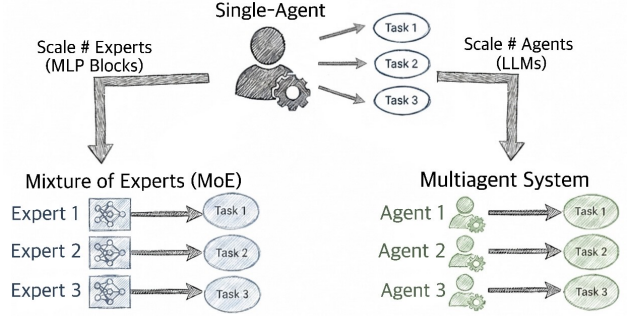 Single-Agent
Task 1
Task 2
Task 3
Scale # Experts
(MLP Blocks)
Scale # Agents
(LLMs)
Mixture of Experts (MoE)
Expert 1
Task 1
Expert 2
Task 2
Expert 3
Task 3
Multiagent System
Agent 1
Task 1
Agent 2
Task 2
Agent 3
Task 3